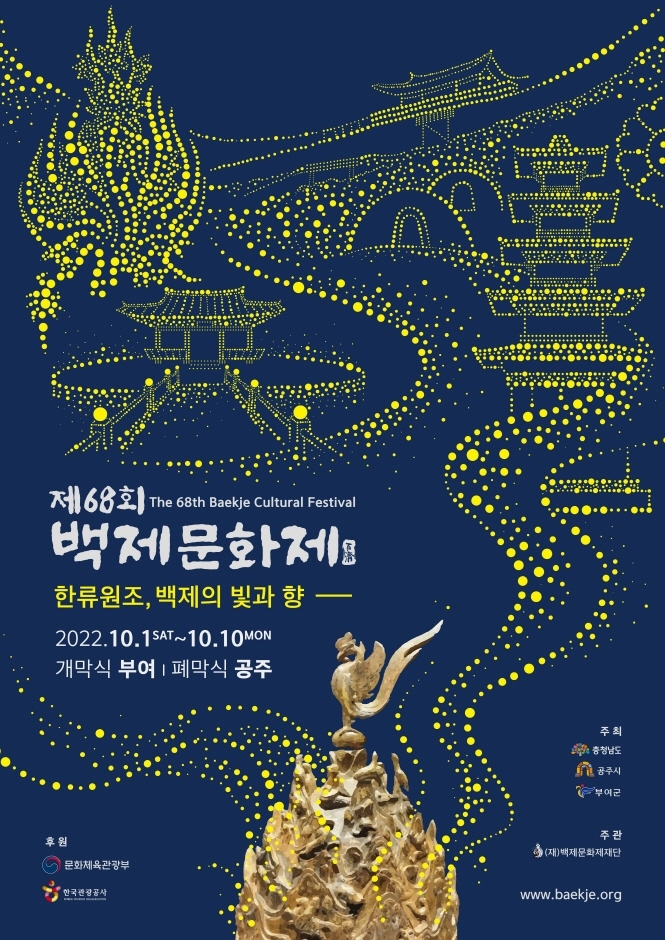 제68회 The 68th Baekje Cultural Festival
백제문화제
한류원조, 백제의 빛과 향
2022.10.1SAT~10.10MON
개막식 부여 | 폐막식 공주
주최
충청남도
공주시
부여군
주관
(재)백제문화제재단
www.baekje.org
후원
문화체육관광부
한국관광공사